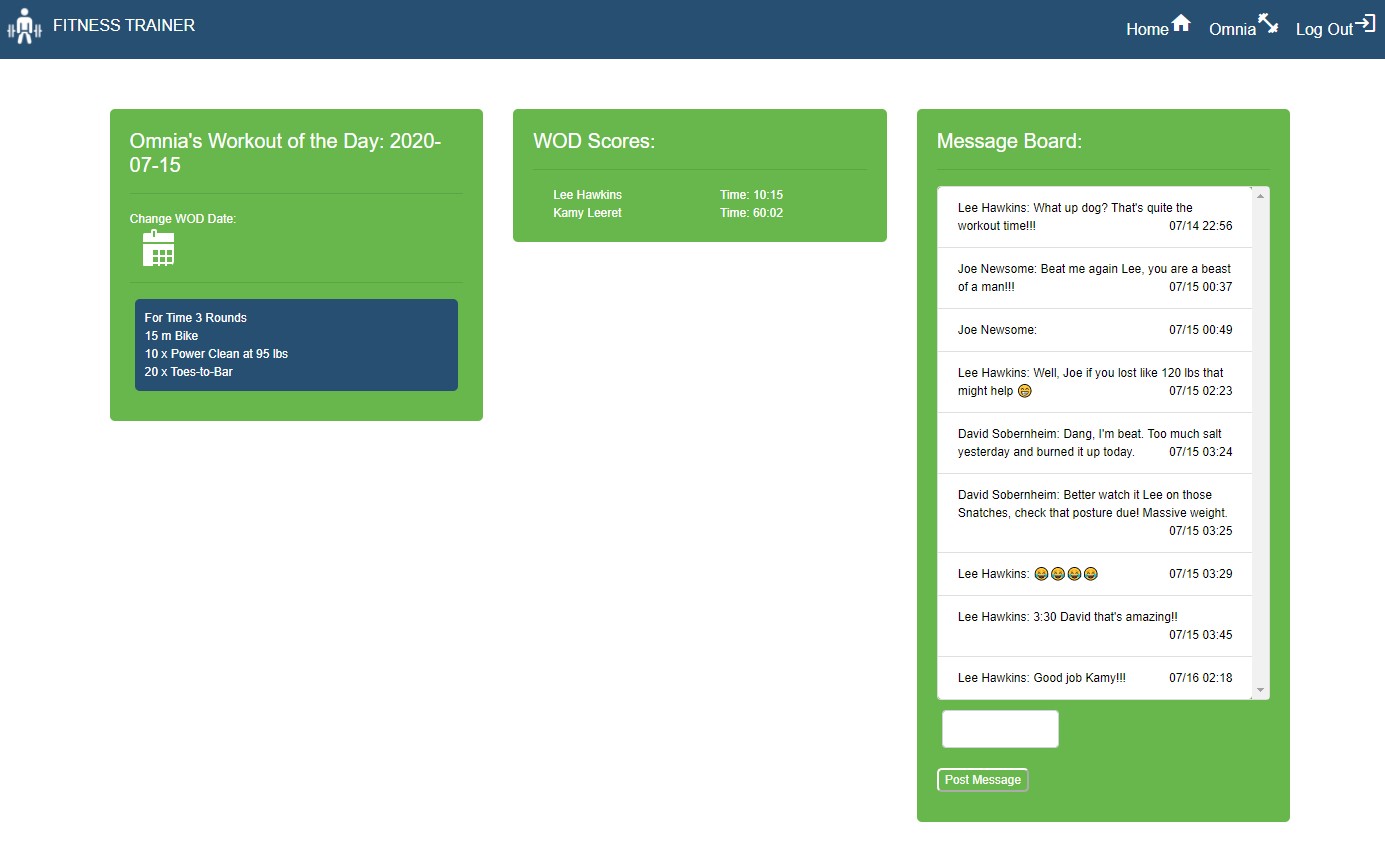 FITNESS TRAINER
Home
Omnia
Log Out
Omnia's Workout of the Day: 2020-
07-15
Change WOD Date:
For Time 3 Rounds
15 m Bike
10 x Power Clean at 95 lbs
20 x Toes-to-Bar
WOD Scores:
Lee Hawkins Time: 10:15
Kamy Leeret Time: 60:02
Message Board:
Lee Hawkins: What up dog? That's quite the
workout time!!! 07/14 22:56
Joe Newsome: Beat me again Lee, you are a beast
of a man!!! 07/15 00:37
Joe Newsome: 07/15 00:49
Lee Hawkins: Well, Joe if you lost like 120 lbs that
might help 😁 07/15 02:23
David Sobernheim: Dang, I'm beat. Too much salt
yesterday and burned it up today. 07/15 03:24
David Sobernheim: Better watch it Lee on those
Snatches, check that posture due! Massive weight.
07/15 03:25
Lee Hawkins: 😂😂😂😂 07/15 03:29
Lee Hawkins: 3:30 David that's amazing!!
07/15 03:45
Lee Hawkins: Good job Kamy!!! 07/16 02:18
Post Message